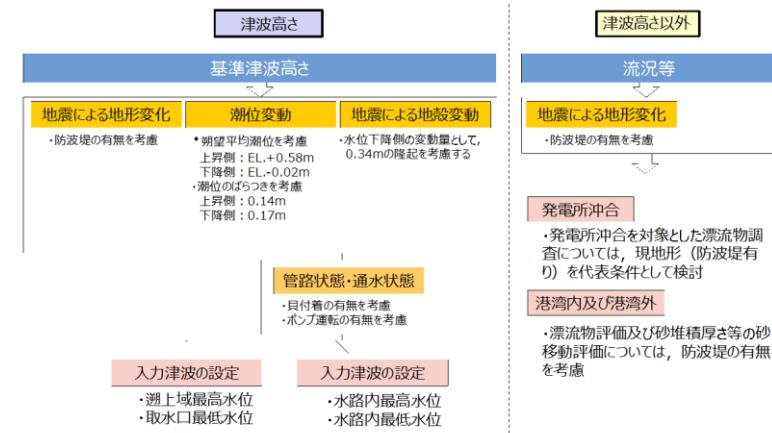 津波高さ
基準津波高さ
地震による地形変化
・防波堤の有無を考慮
潮位変動
•朔望平均潮位を考慮
上昇側：EL.+0.58m
下降側：EL.-0.02m
・潮位のばらつきを考慮
上昇側：0.14m
下降側：0.17m
地震による地殻変動
・水位下降側の変動量として，
0.34mの隆起を考慮する
管路状態・通水状態
・貝付着の有無を考慮
・ポンプ運転の有無を考慮
入力津波の設定
・遡上域最高水位
・取水口最低水位
入力津波の設定
・水路内最高水位
・水路内最低水位
津波高さ以外
流況等
地震による地形変化
・防波堤の有無を考慮
発電所沖合
・発電所沖合を対象とした漂流物調
査については，現地形（防波堤有
り）を代表条件として検討
港湾内及び港湾外
・漂流物評価及び砂堆積厚さ等の砂
移動評価については，防波堤の有無
を考慮